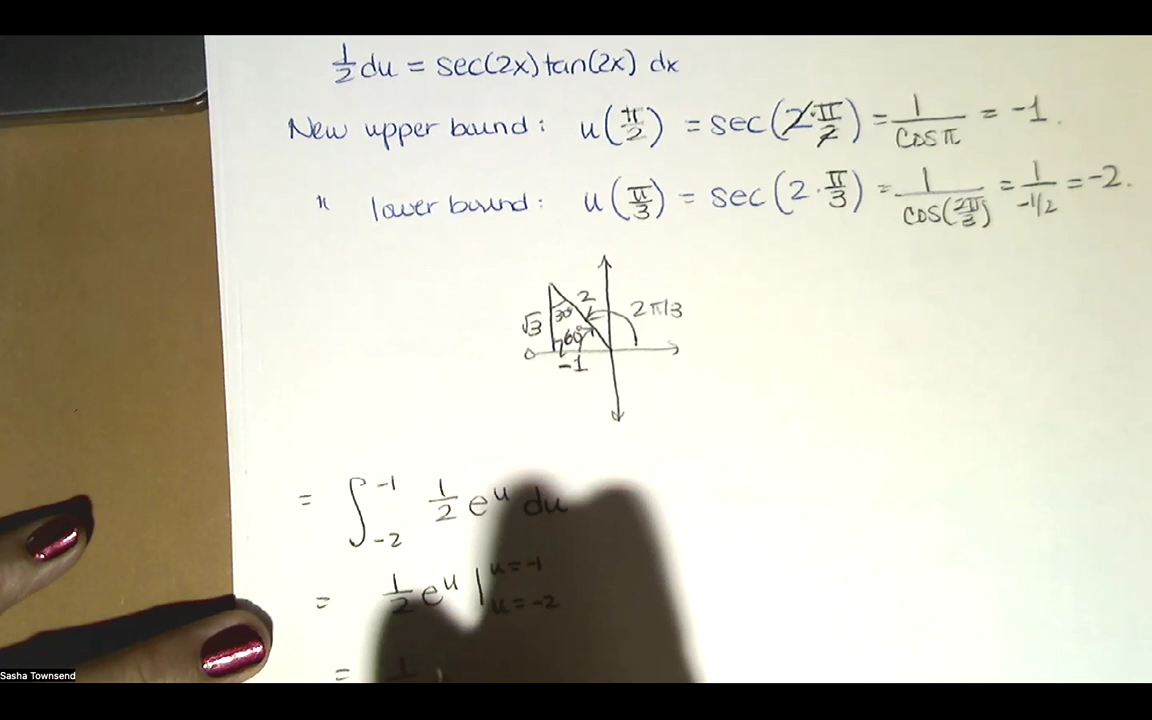 ½ du = sec(2x) tan(2x) dx
New upper bound: u(π/2) = sec(2·π/2) = 1/cos π = -1.
" lower bound: u(π/3) = sec(2·π/3) = 1/cos(2π/3) = 1/-1/2 = -2.
2
√3
30°
2π/3
60°
-1
= ∫_{-2}^{-1} ½ e^u du
= ½ e^u |_{u=-2}^{u=-1}
= 1
Sasha Townsend